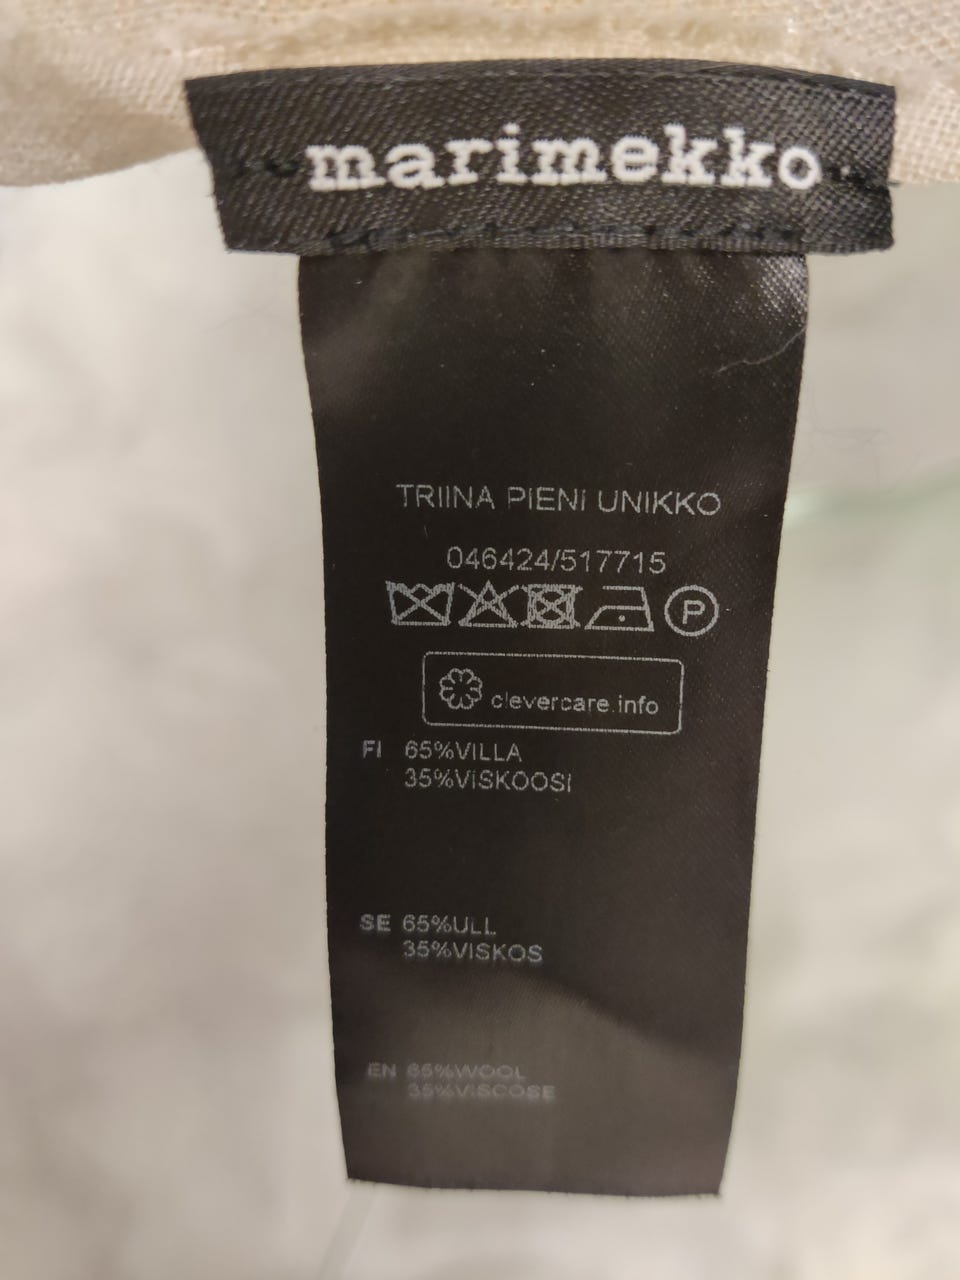 marimekko
TRIINA PIENI UNIKKO
046424/517715
P
clevercare.info
FI 65%VILLA
35%VISKOOSI
SE 65%ULL
35%VISKOS
EN 65%WOOL
35%VISCOSE